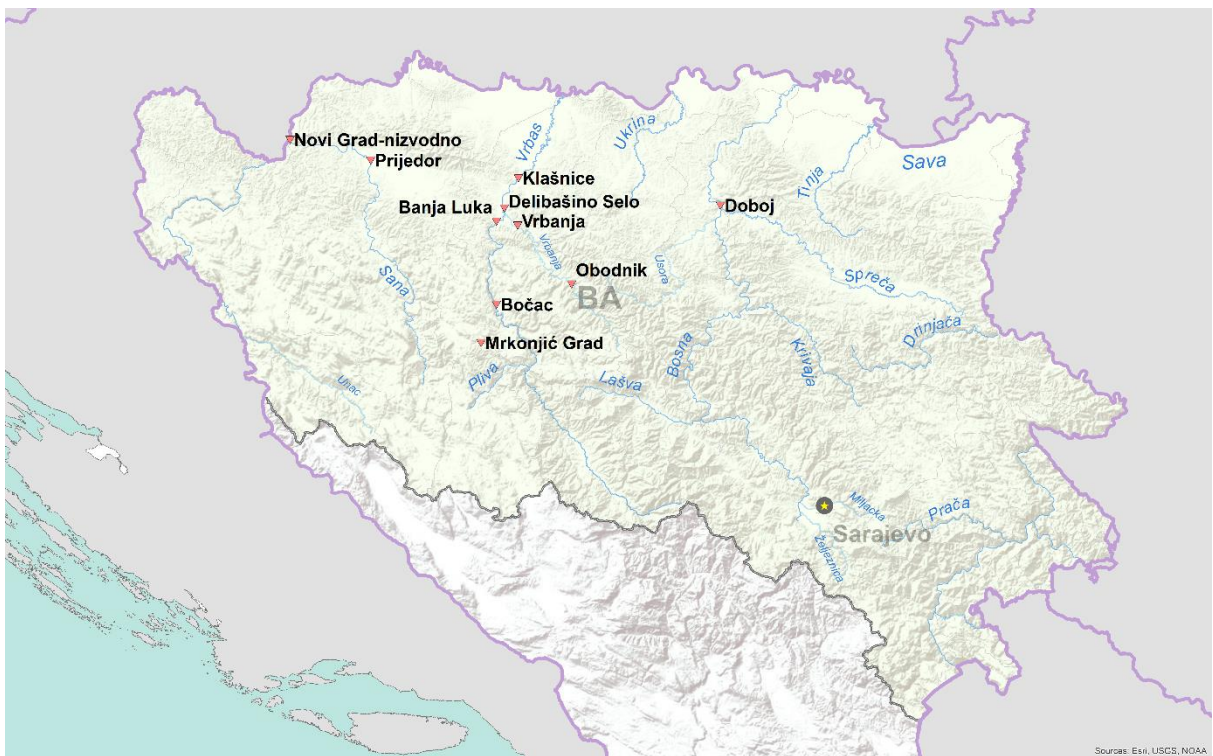 Novi Grad-nizvodno
Prijedor
Vrbas
Ukrina
Klašnice
Delibašino Selo
Banja Luka
Vrbanja
Tinja
Sava
Doboj
Vrbanja
Usora
Obodnik
BA
Sana
Spreča
Bočac
Mrkonjić Grad
Drinjača
Bosna
Krivaja
Pliva
Lašva
Unac
Miljacka
Prača
Sarajevo
Željeznica
Sources: Esri, USGS, NOAA